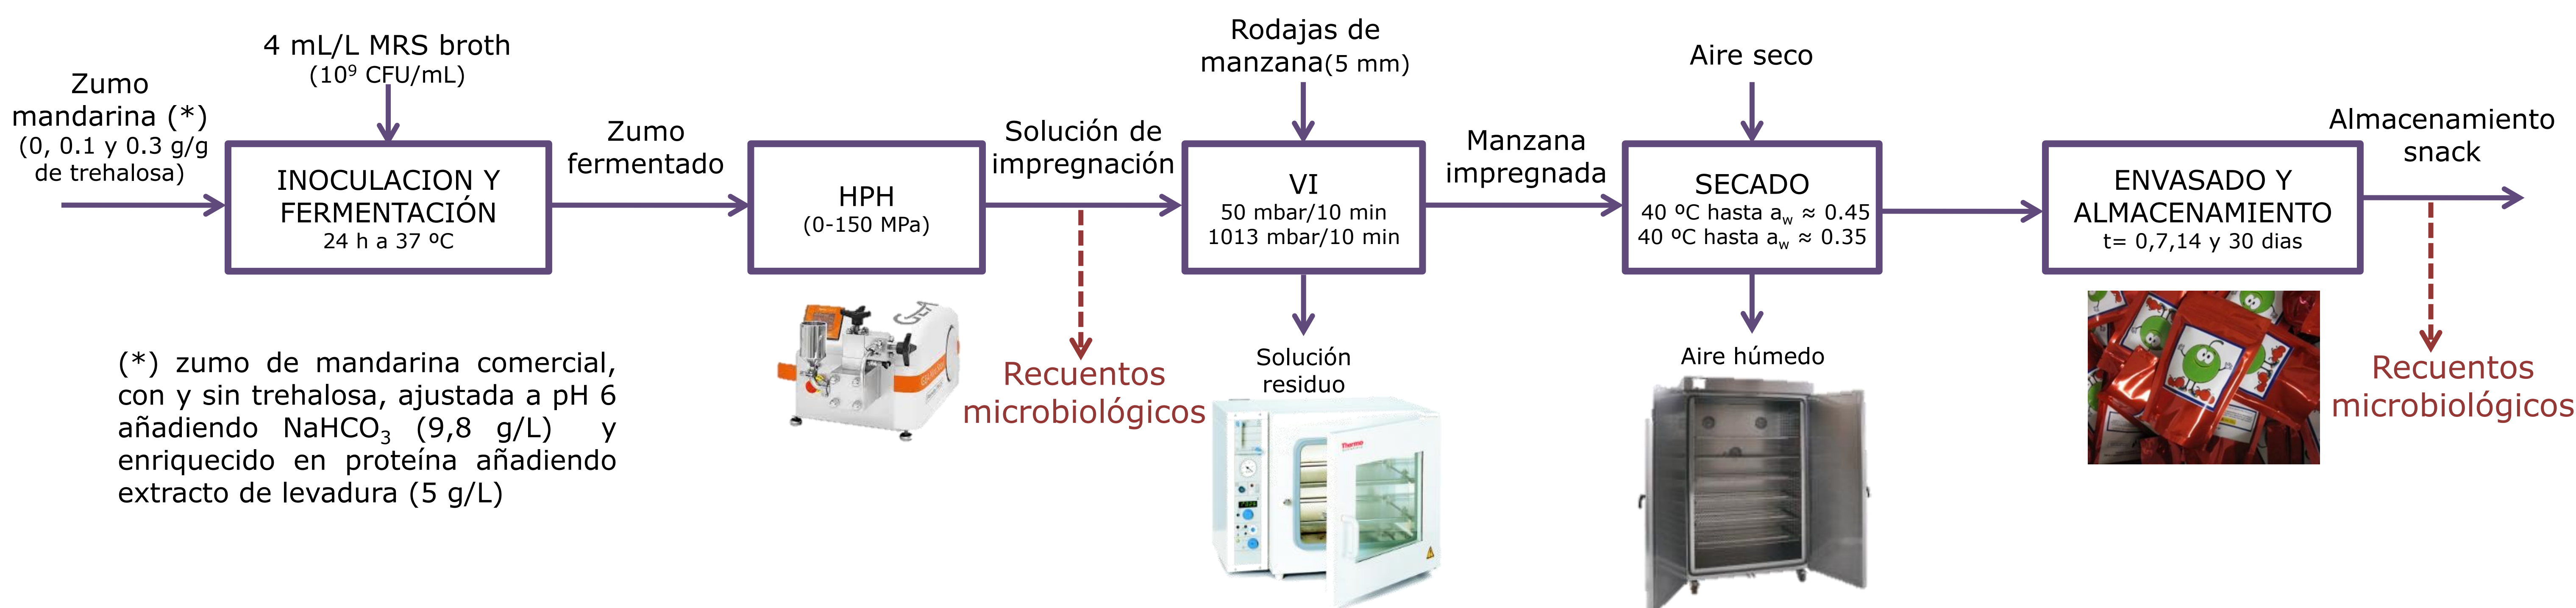 Zumo
mandarina (*)
(0, 0.1 y 0.3 g/g
de trehalosa)
4 mL/L MRS broth
(10⁹ CFU/mL)
INOCULACION Y
FERMENTACIÓN
24 h a 37 ºC
Zumo
fermentado
HPH
(0-150 MPa)
Solución de
impregnación
Recuentos
microbiológicos
Rodajas de
manzana(5 mm)
VI
50 mbar/10 min
1013 mbar/10 min
Solución
residuo
Manzana
impregnada
Aire seco
SECADO
40 ºC hasta a_w ≈ 0.45
40 ºC hasta a_w ≈ 0.35
Aire húmedo
ENVASADO Y
ALMACENAMIENTO
t= 0,7,14 y 30 dias
Almacenamiento
snack
Recuentos
microbiológicos
(*) zumo de mandarina comercial,
con y sin trehalosa, ajustada a pH 6
añadiendo NaHCO₃ (9,8 g/L) y
enriquecido en proteína añadiendo
extracto de levadura (5 g/L)
GEA
Thermo